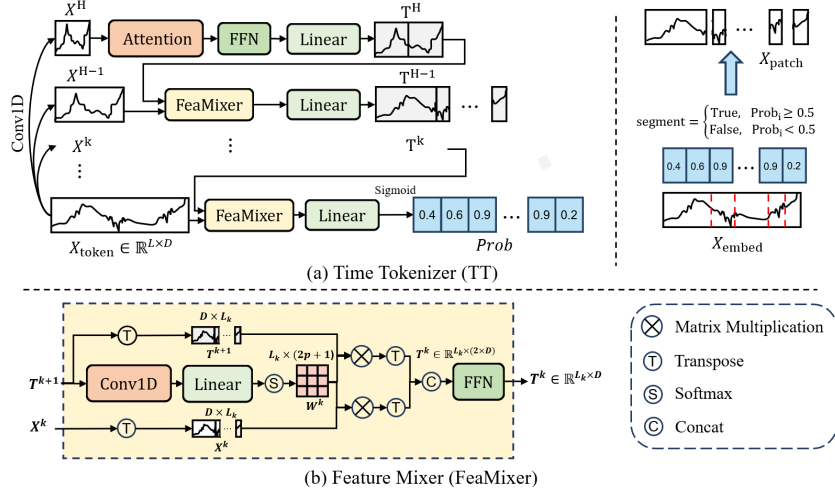 X^H
Attention
FFN
Linear
T^H
X^{H-1}
FeaMixer
Linear
T^{H-1}
...
Conv1D
X^k
⋮
⋮
T^k
FeaMixer
Linear
Sigmoid
0.4 0.6 0.9 ... 0.9 0.2
X_token ∈ ℝ^{L×D}
Prob
(a) Time Tokenizer (TT)
...
X_patch
segment = { True, Prob_i ≥ 0.5
False, Prob_i < 0.5
0.4 0.6 0.9 ... 0.9 0.2
X_embed
D × L_k
T
...
T^{k+1}
L_k × (2p + 1)
T^k ∈ ℝ^{L_k×(2×D)}
T
T^{k+1}
Conv1D
Linear
S
W^k
C
FFN
T^k ∈ ℝ^{L_k×D}
T
D × L_k
X^k
T
...
X^k
(b) Feature Mixer (FeaMixer)
Matrix Multiplication
T Transpose
S Softmax
C Concat